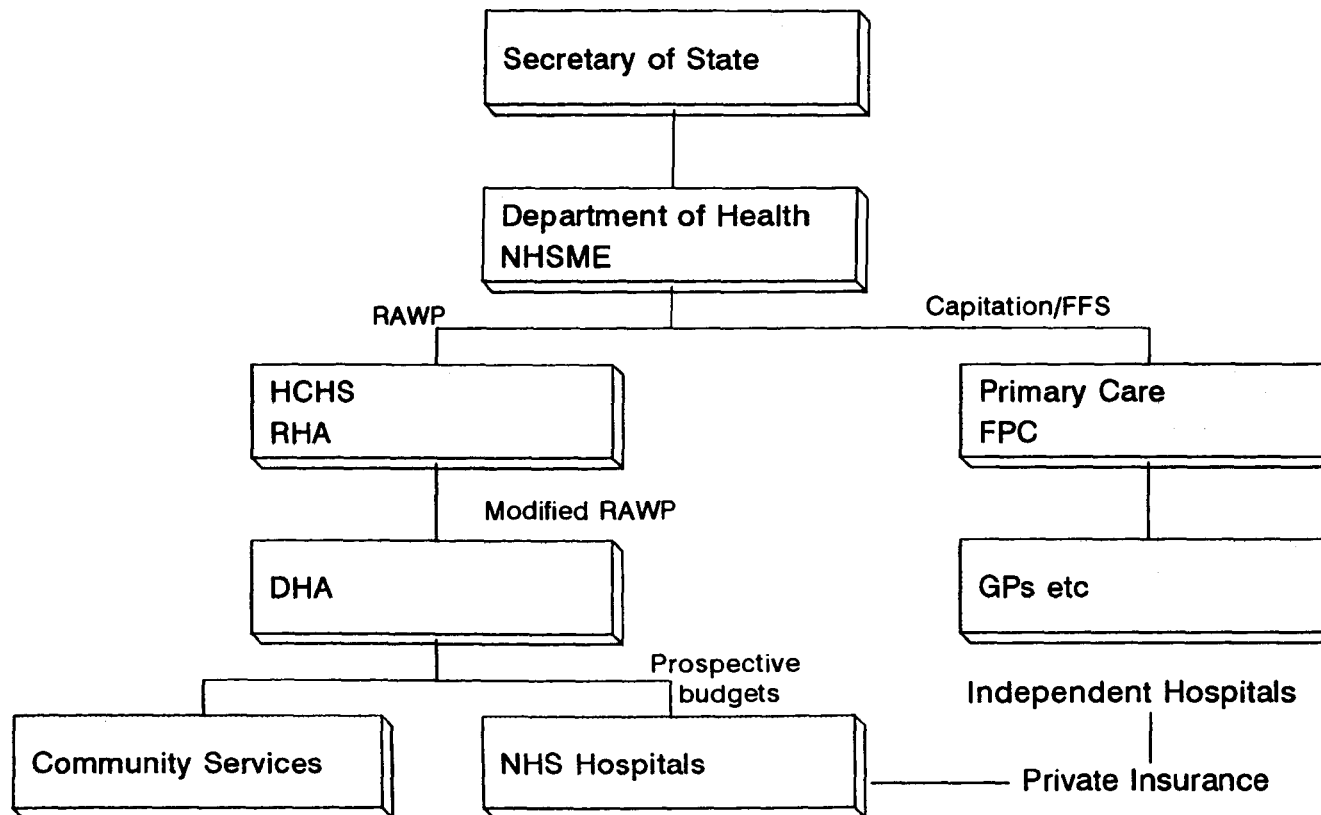 Secretary of State
Department of Health
NHSME
RAWP
Capitation/FFS
HCHS
RHA
Primary Care
FPC
Modified RAWP
DHA
GPs etc
Prospective
budgets
Independent Hospitals
Community Services
NHS Hospitals
Private Insurance